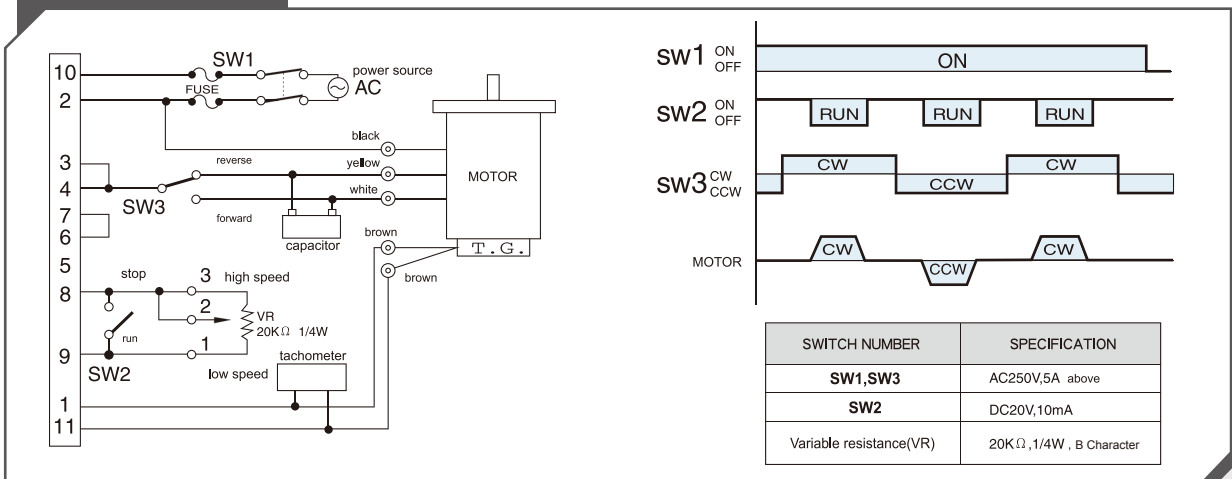 SW1
10
power source
AC
FUSE
2
black
3
reverse
yellow
4
MOTOR
white
SW3
7
forward
6
capacitor
brown
T.G.
5
brown
stop
3
high speed
8
2
VR
20KΩ 1/4W
run
1
9
tachometer
SW2
low speed
1
11
SW1 ON
OFF
ON
SW2 ON
OFF
RUN RUN RUN
SW3 CW
CCW
CW CCW CW
MOTOR
CW CCW CW
SWITCH NUMBER SPECIFICATION
SW1,SW3 AC250V,5A above
SW2 DC20V,10mA
Variable resistance(VR) 20KΩ,1/4W , B Character